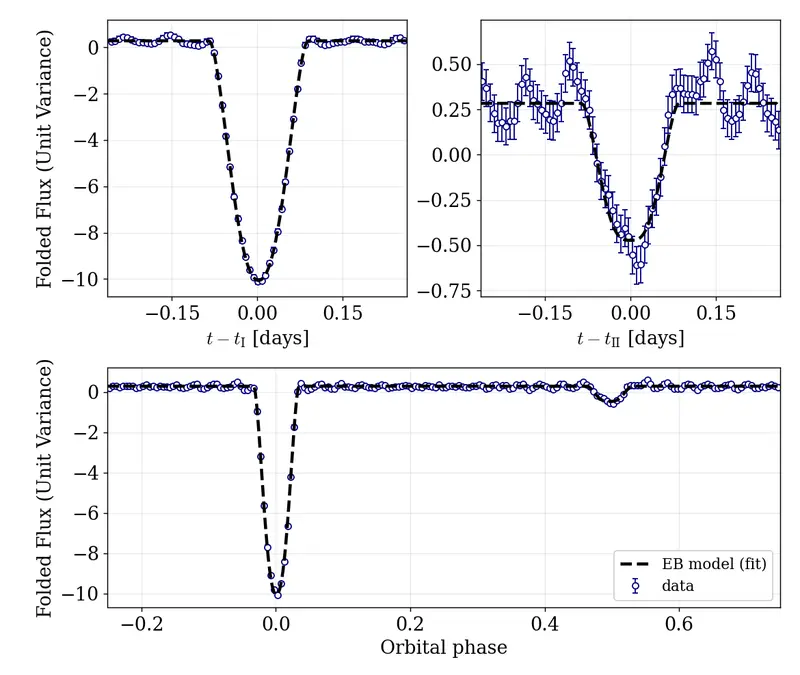 Folded Flux (Unit Variance)
0
−2
−4
−6
−8
−10
−0.15 0.00 0.15
t − tI [days]
0.50
0.25
0.00
−0.25
−0.50
−0.75
−0.15 0.00 0.15
t − tII [days]
Folded Flux (Unit Variance)
0
−2
−4
−6
−8
−10
EB model (fit)
data
−0.2 0.0 0.2 0.4 0.6
Orbital phase